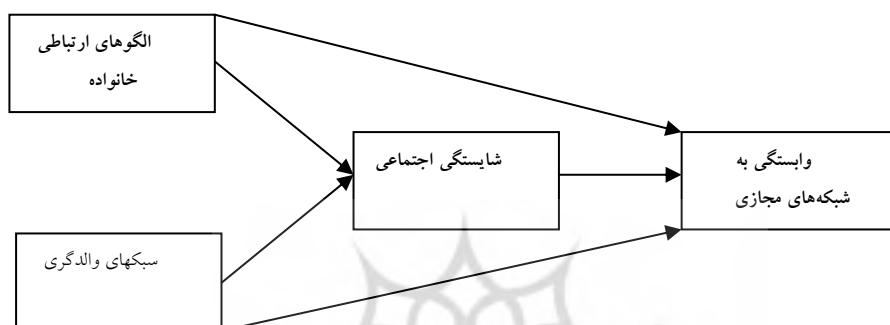 الگوهای ارتباطی
خانواده
شایستگی اجتماعی
وابستگی به
شبکه‌های مجازی
سبکهای والدگری